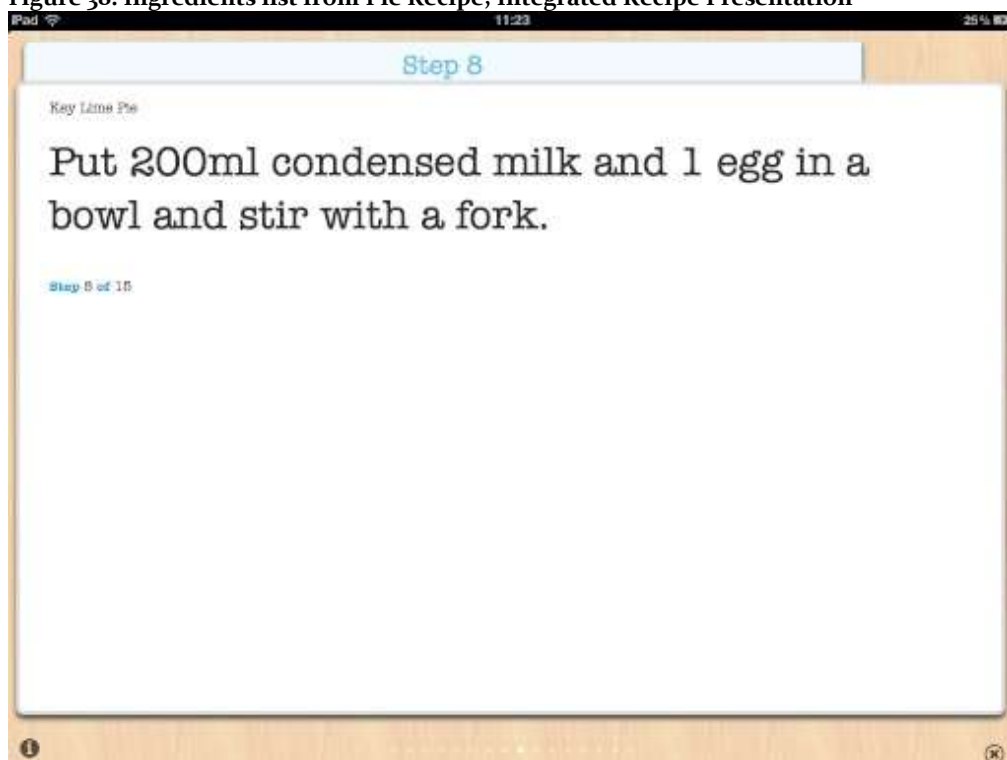 Figure 38. Ingredients list from Pie Recipe, Integrated Recipe Presentation
iPad 11:23 25%
Step 8
Key Lime Pie
Put 200ml condensed milk and 1 egg in a
bowl and stir with a fork.
Step 8 of 15